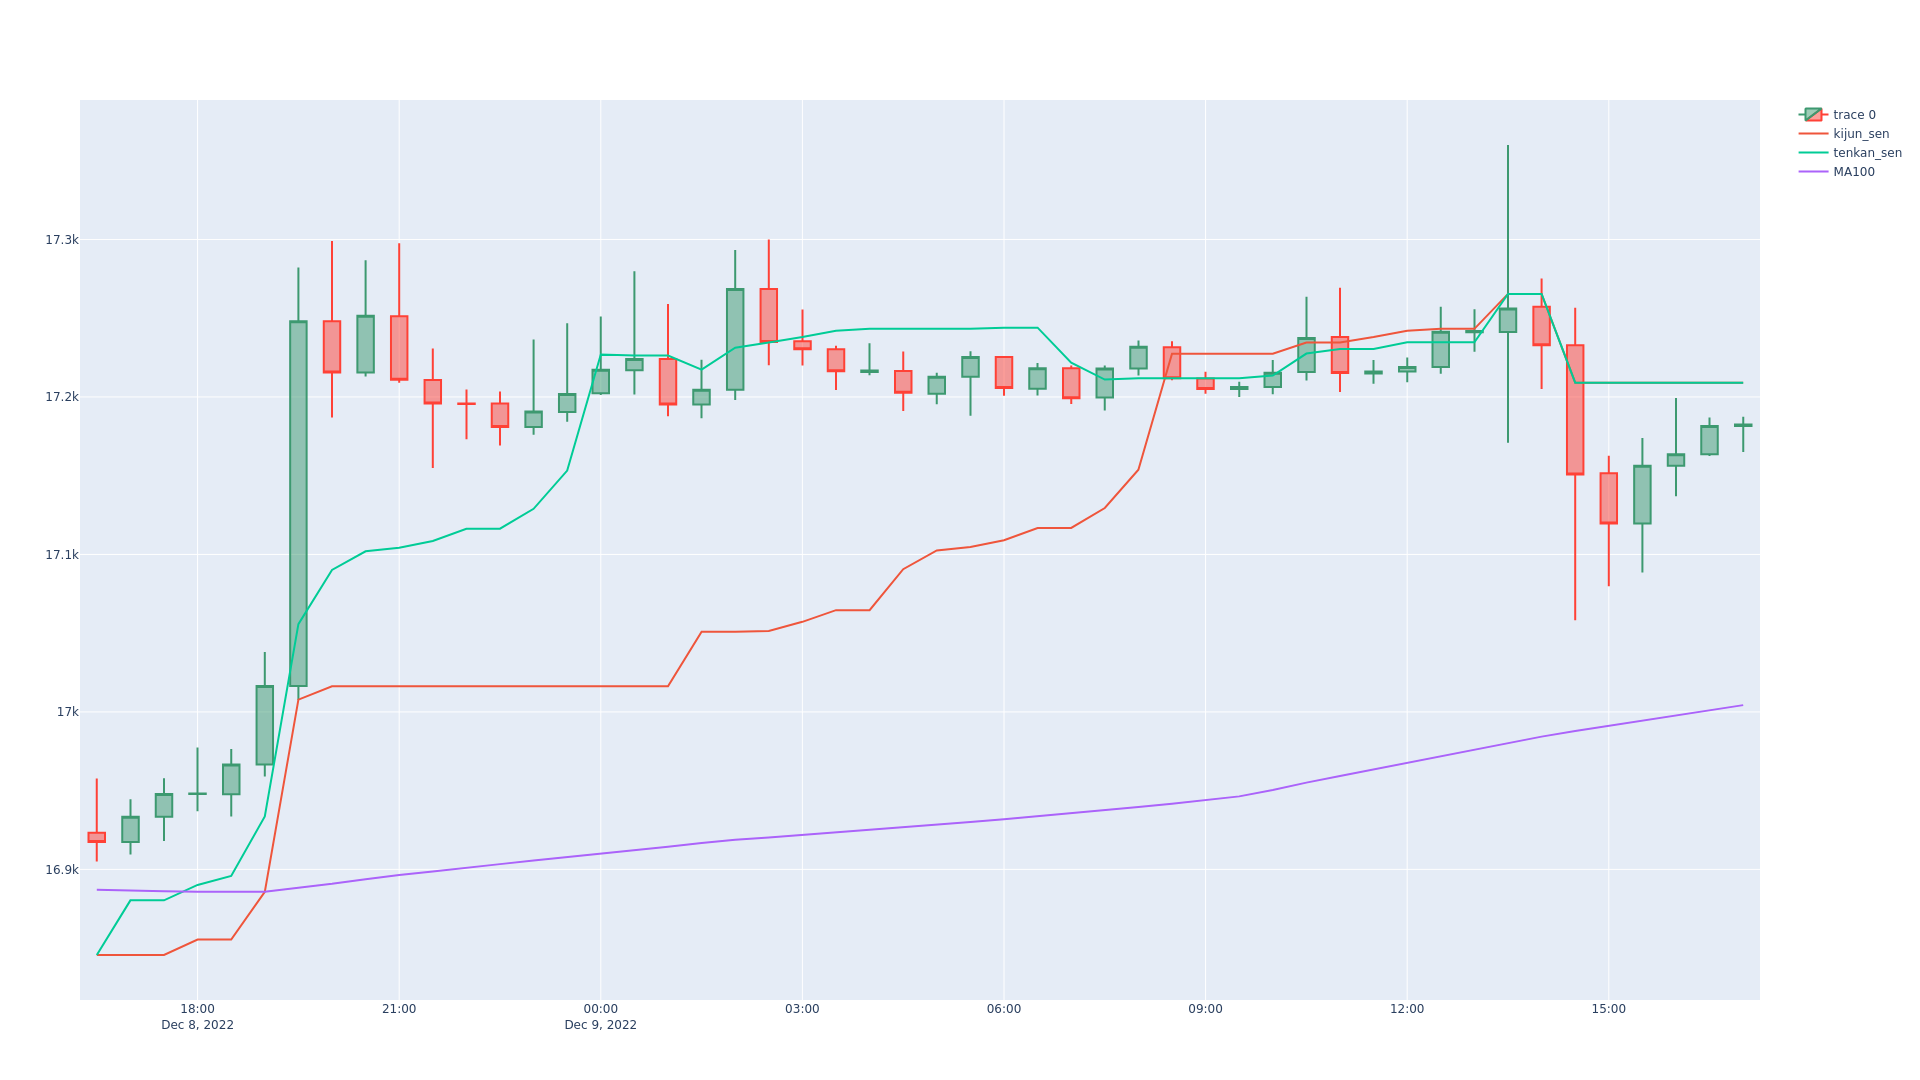 trace 0
kijun_sen
tenkan_sen
MA100
17.3k
17.2k
17.1k
17k
16.9k
18:00 21:00 00:00 03:00 06:00 09:00 12:00 15:00
Dec 8, 2022 Dec 9, 2022